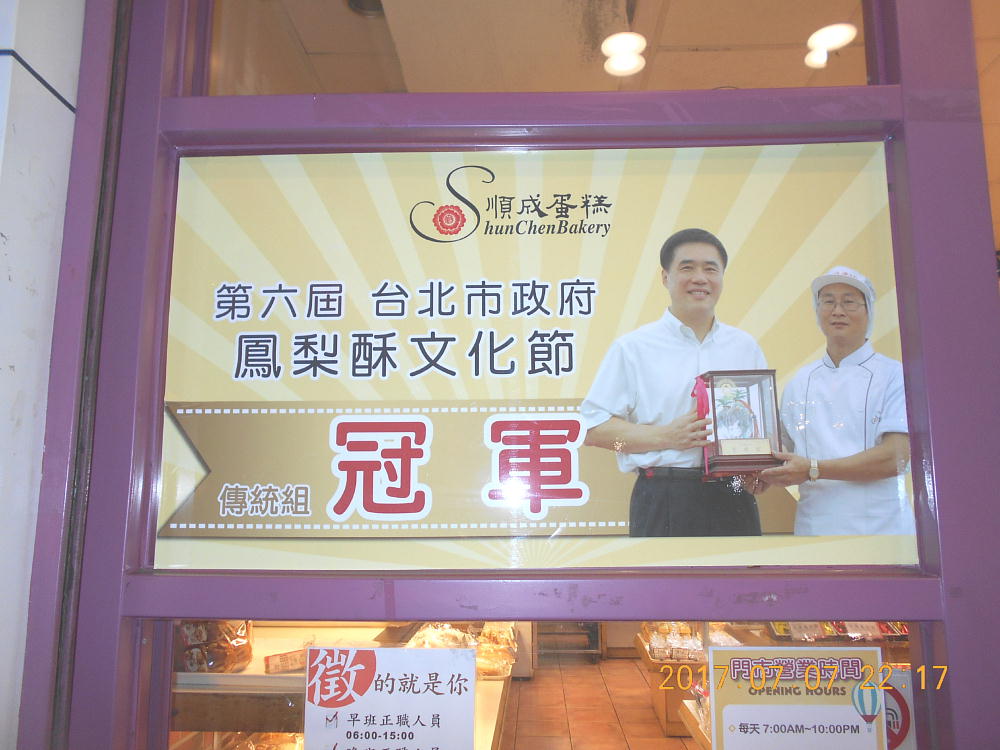 順成蛋糕
ShunChenBakery
第六屆 台北市政府
鳳梨酥文化節
傳統組 冠軍
徵的就是你
早班正職人員
06:00-15:00
門市營業時間
OPENING HOURS
每天 7:00AM~10:00PM
2017.07.07 22:17